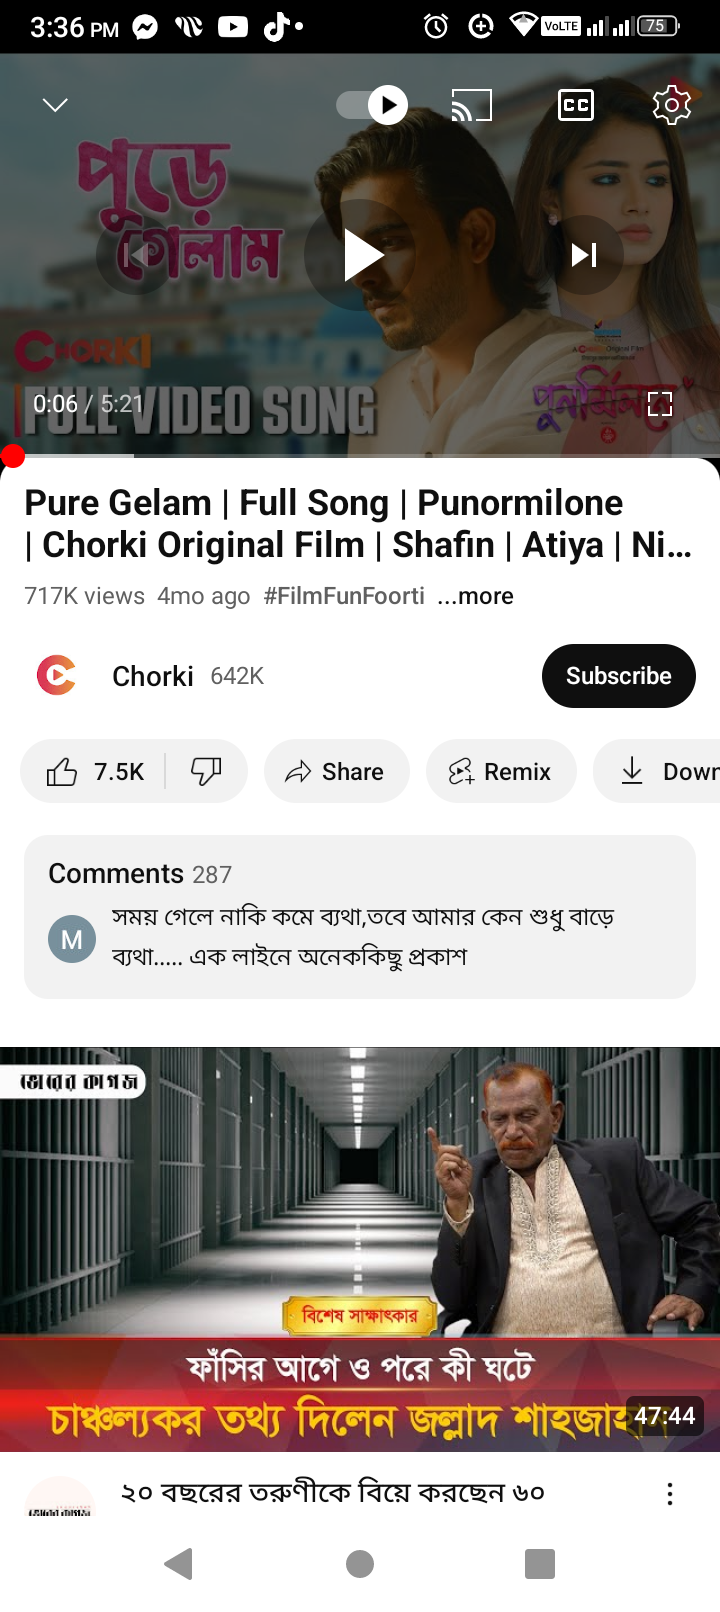 3:36 PM
VoLTE
75
CC
পুড়ে
গেলাম
CHORKI
FULL VIDEO SONG
পুনর্মিলনে
0:06 / 5:21
Pure Gelam | Full Song | Punormilone
| Chorki Original Film | Shafin | Atiya | Ni...
717K views 4mo ago #FilmFunFoorti ...more
Chorki 642K
Subscribe
7.5K
Share
Remix
Down
Comments 287
M
সময় গেলে নাকি কমে ব্যথা,তবে আমার কেন শুধু বাড়ে
ব্যথা..... এক লাইনে অনেককিছু প্রকাশ
ভোরের কাগজ
বিশেষ সাক্ষাৎকার
ফাঁসির আগে ও পরে কী ঘটে
চাঞ্চল্যকর তথ্য দিলেন জল্লাদ শাহজাহান
47:44
২০ বছরের তরুণীকে বিয়ে করছেন ৬০